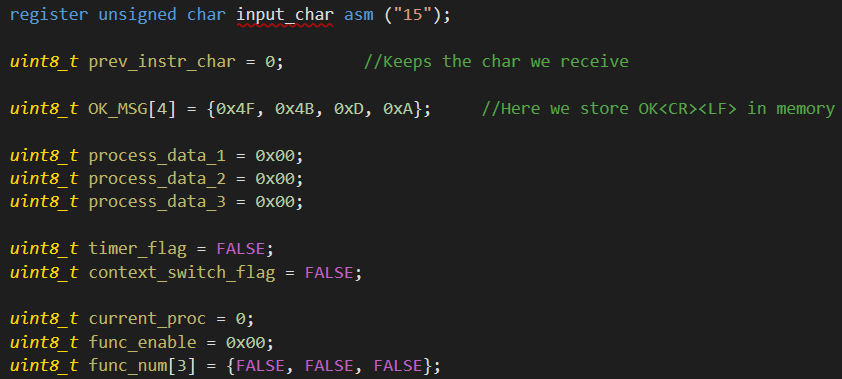 register unsigned char input_char asm ("15");
uint8_t prev_instr_char = 0; //Keeps the char we receive
uint8_t OK_MSG[4] = {0x4F, 0x4B, 0xD, 0xA}; //Here we store OK<CR><LF> in memory
uint8_t process_data_1 = 0x00;
uint8_t process_data_2 = 0x00;
uint8_t process_data_3 = 0x00;
uint8_t timer_flag = FALSE;
uint8_t context_switch_flag = FALSE;
uint8_t current_proc = 0;
uint8_t func_enable = 0x00;
uint8_t func_num[3] = {FALSE, FALSE, FALSE};